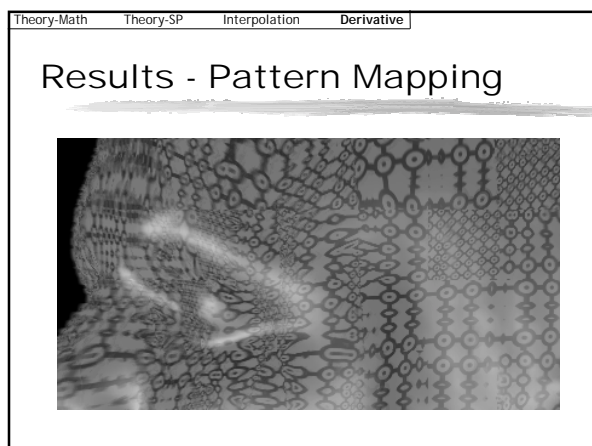 Theory-Math Theory-SP Interpolation Derivative
Results - Pattern Mapping